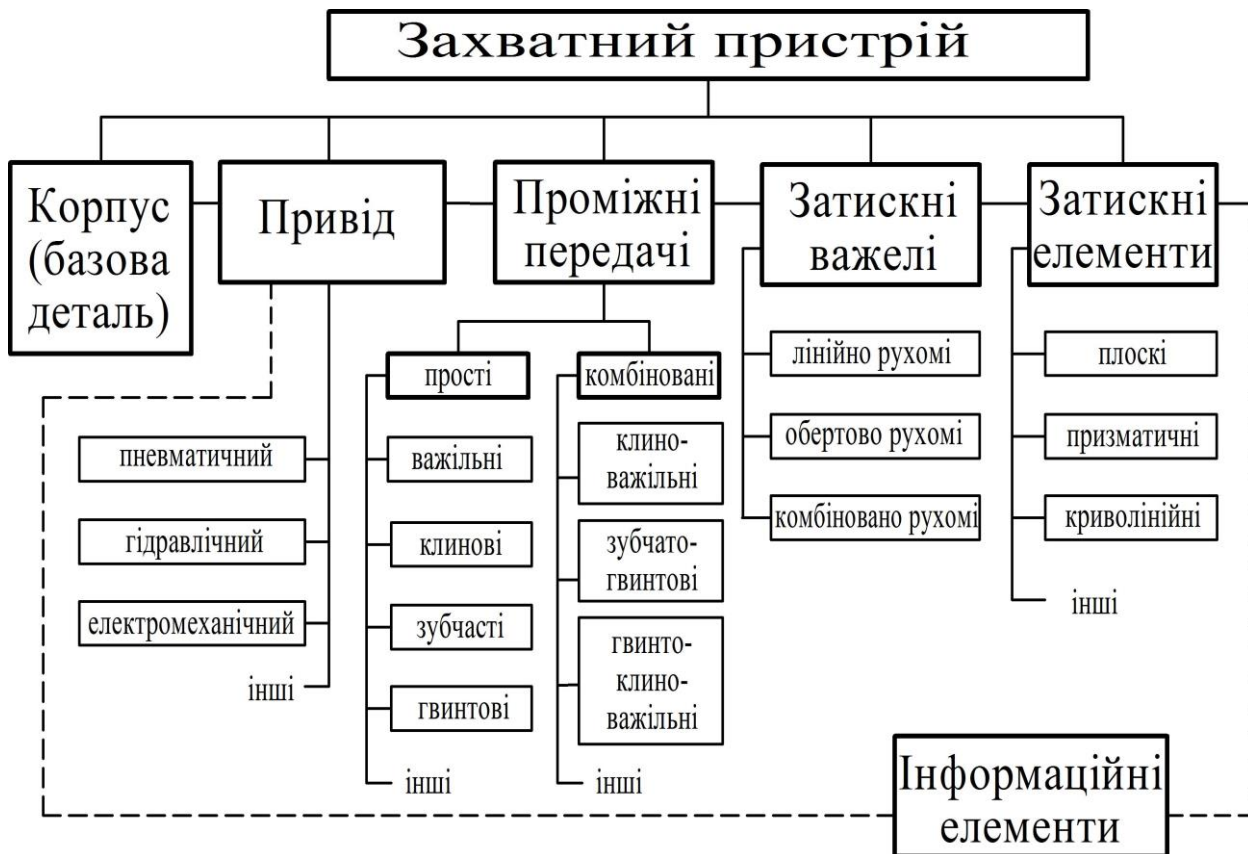 Захватний пристрій
Корпус
(базова
деталь)
Привід
Проміжні
передачі
Затискні
важелі
Затискні
елементи
пневматичний
гідравлічний
електромеханічний
інші
прості
важільні
клинові
зубчасті
гвинтові
інші
комбіновані
клино-
важільні
зубчато-
гвинтові
гвинто-
клино-
важільні
інші
лінійно рухомі
обертово рухомі
комбіновано рухомі
плоскі
призматичні
криволінійні
інші
Інформаційні
елементи